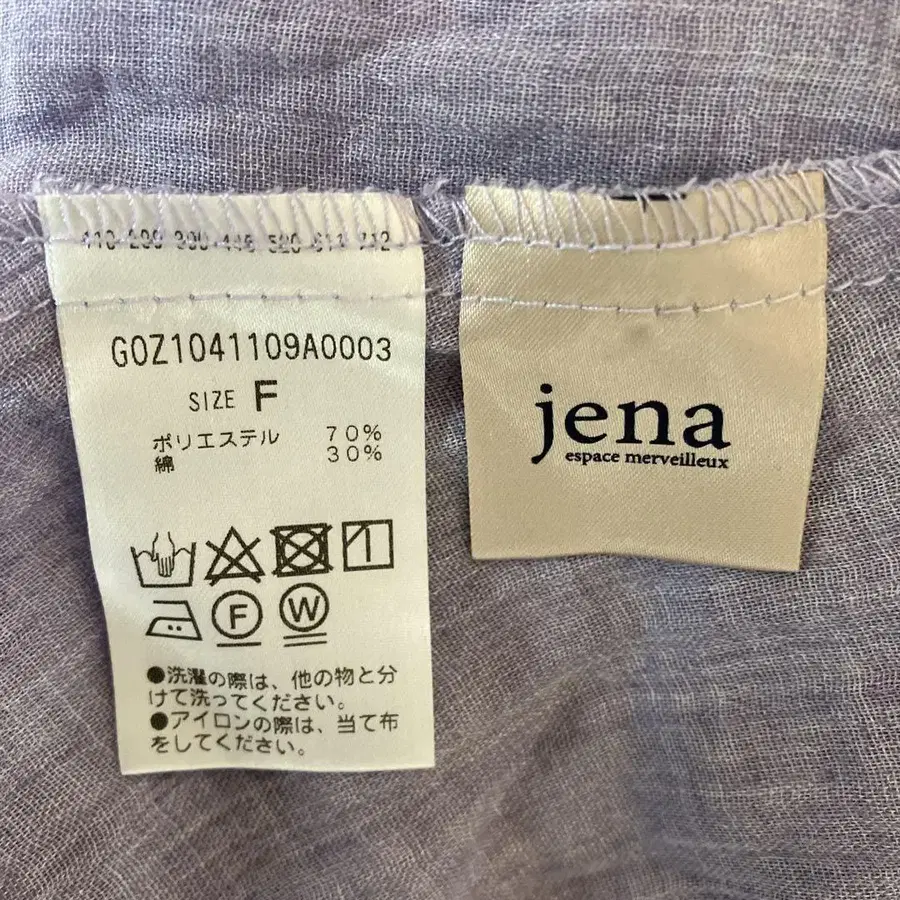 G0Z1041109A0003
SIZE F
ポリエステル 70%
綿 30%
F W
●洗濯の際は、他の物と分
けて洗ってください。
●アイロンの際は、当て布
をしてください。
jena
espace merveilleux